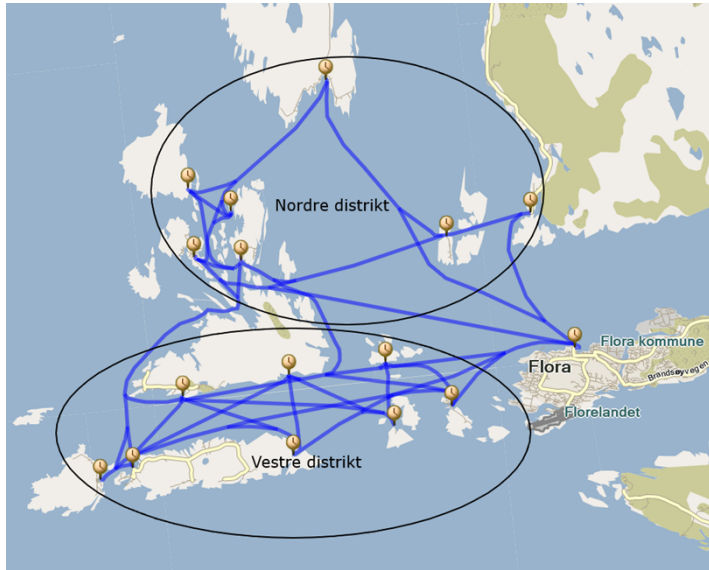 Nordre distrikt
Flora kommune
Flora
Brandsøyvegen
Florelandet
Vestre distrikt